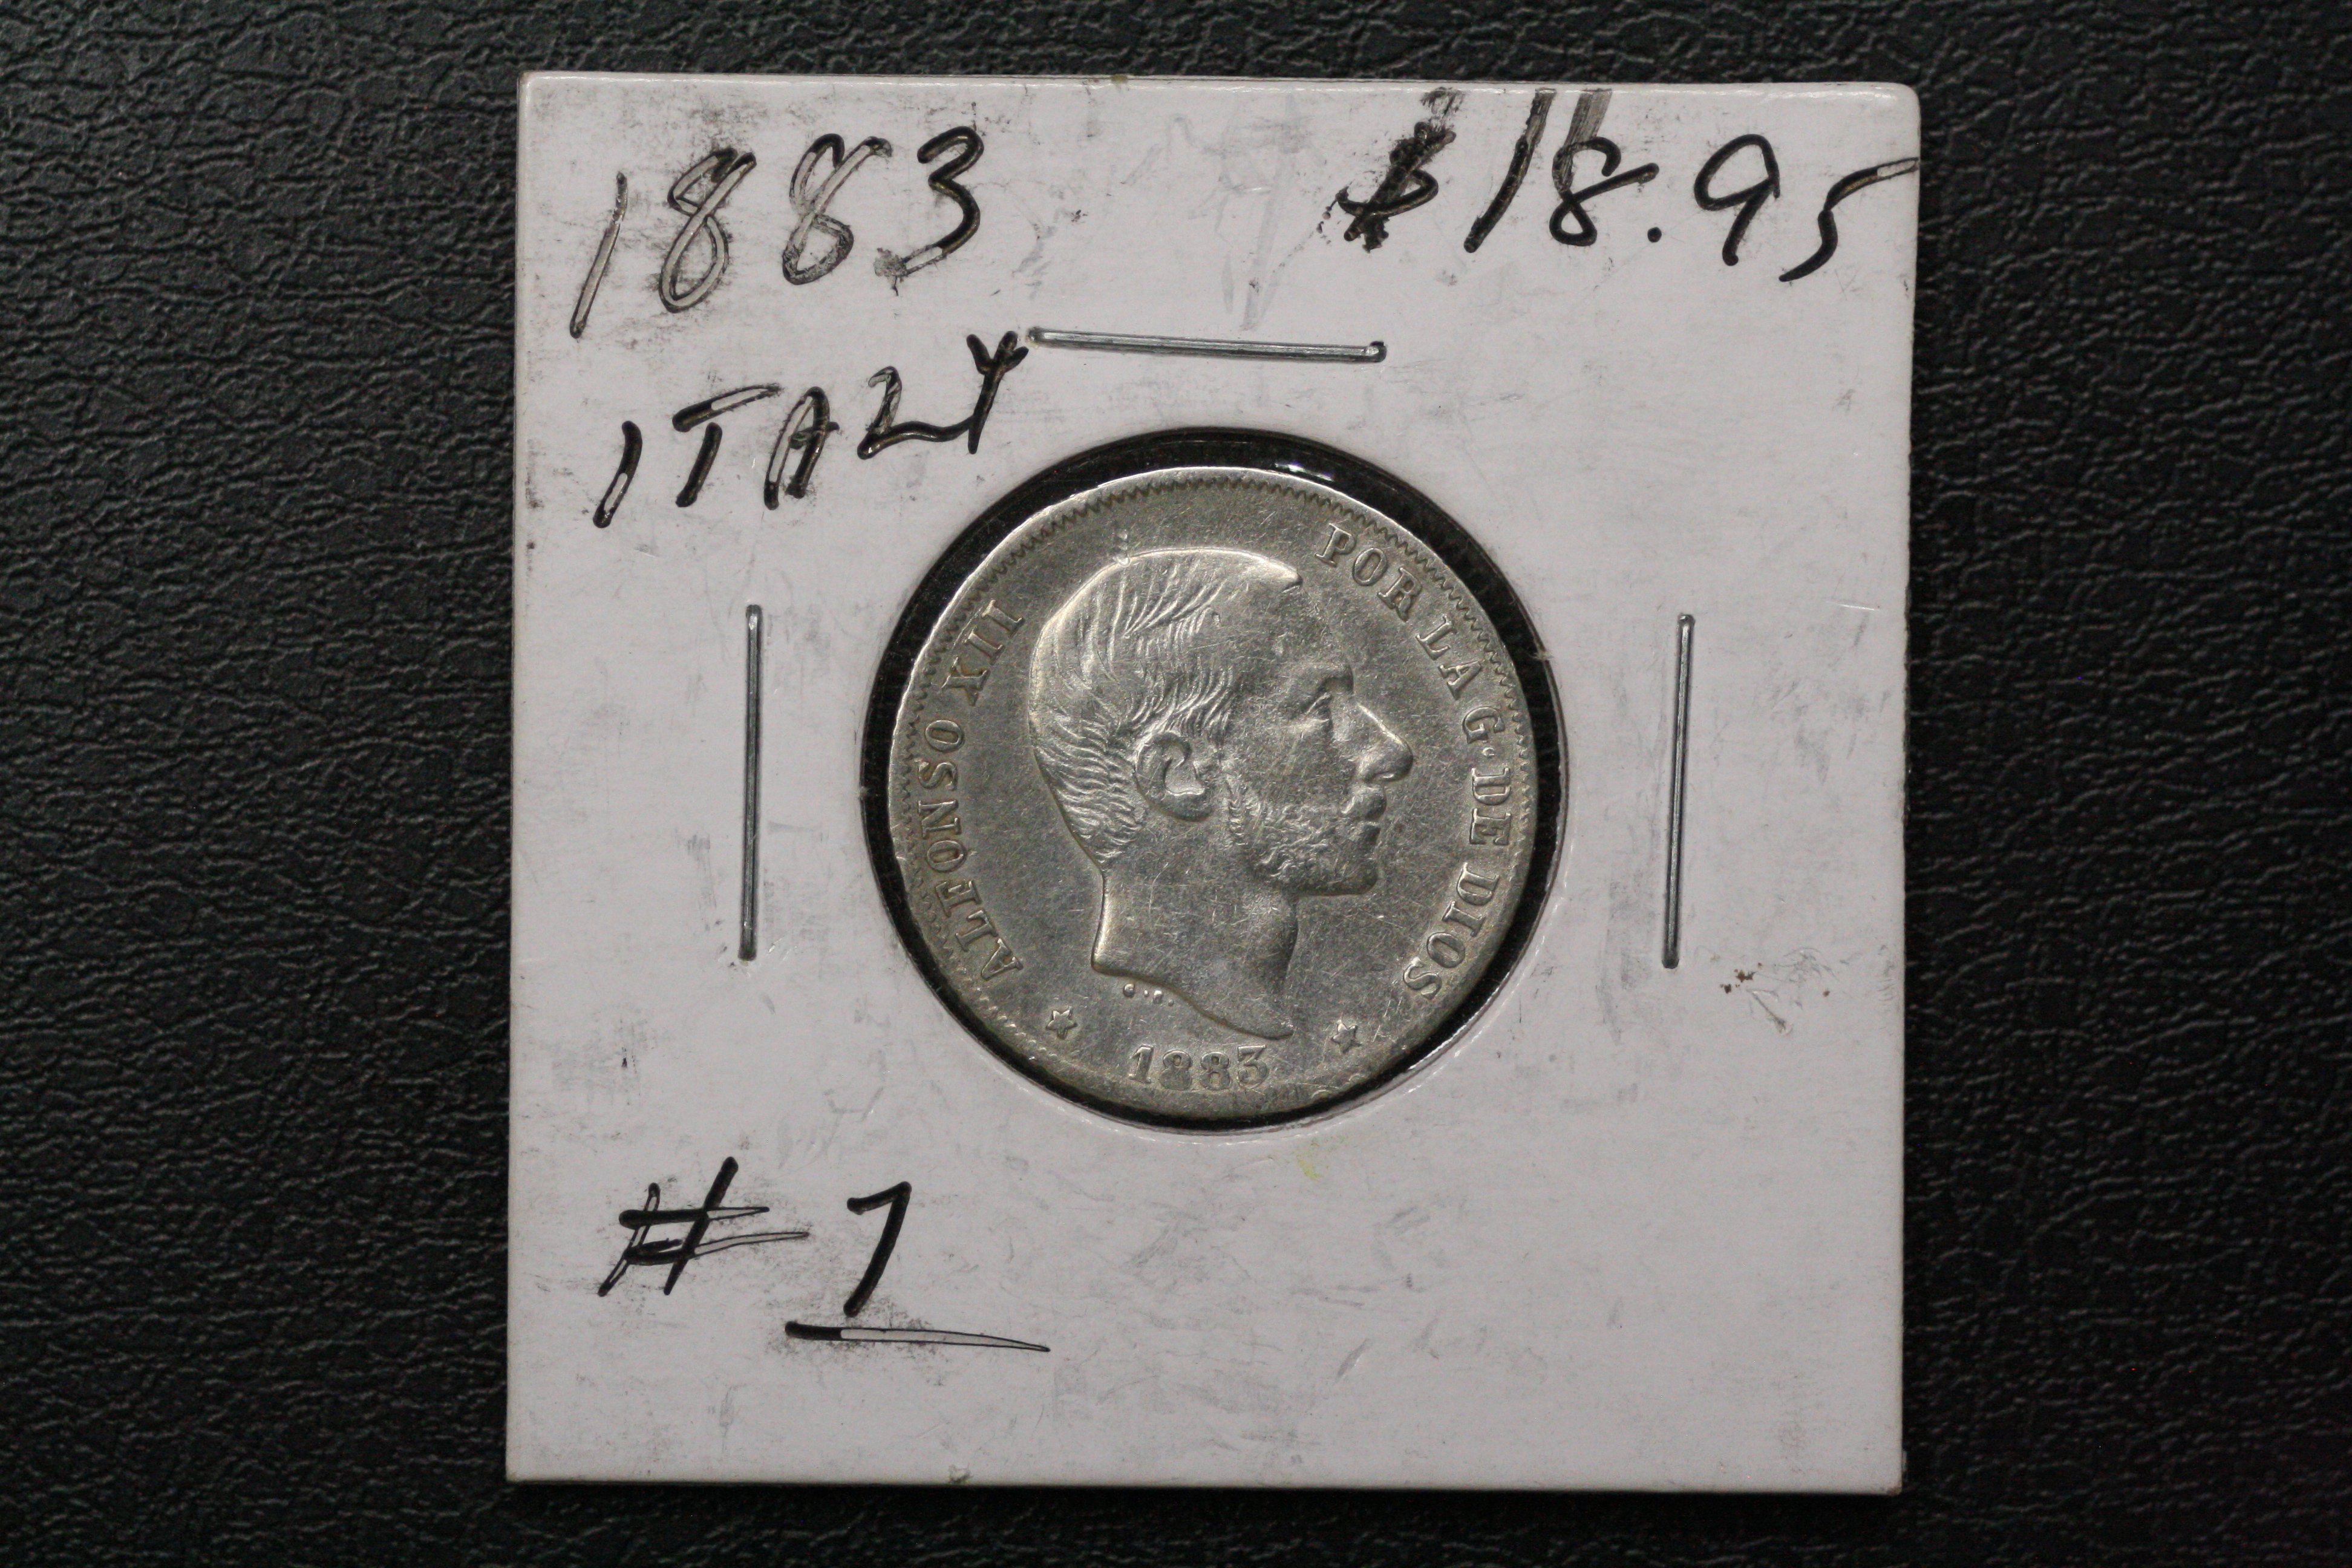 1883 $18.95
ITALY
ALFONSO XII POR LA G. DE DIOS
1883
# 1